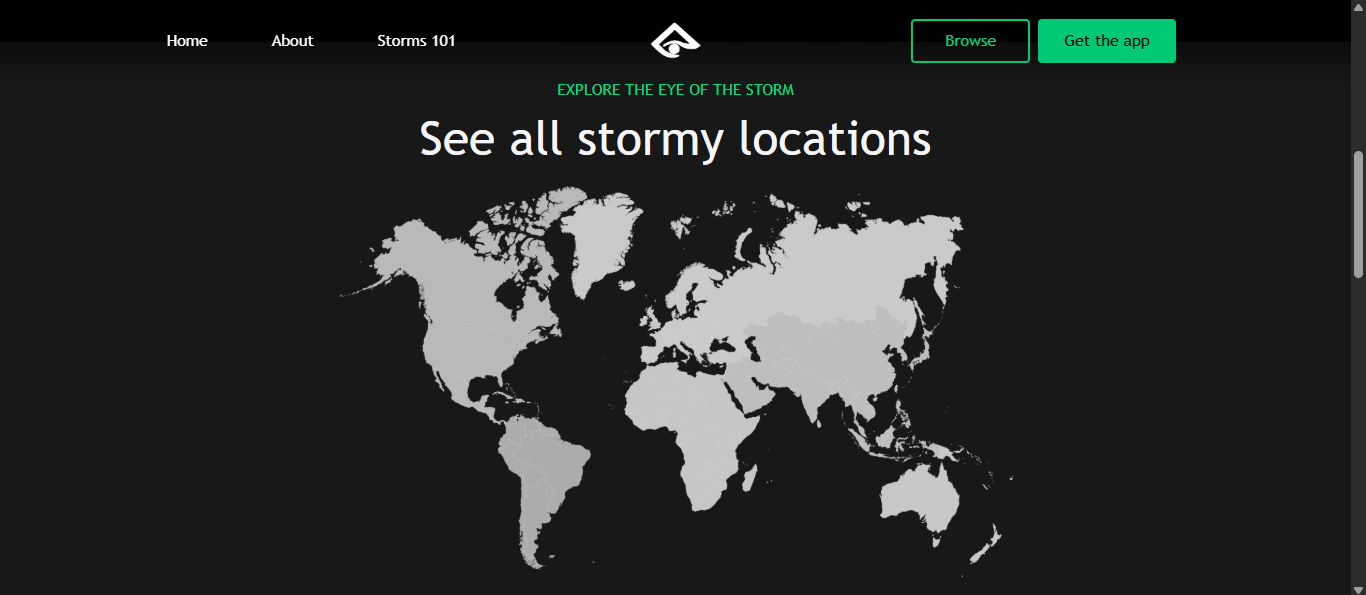 Home About Storms 101 Browse Get the app
EXPLORE THE EYE OF THE STORM
See all stormy locations